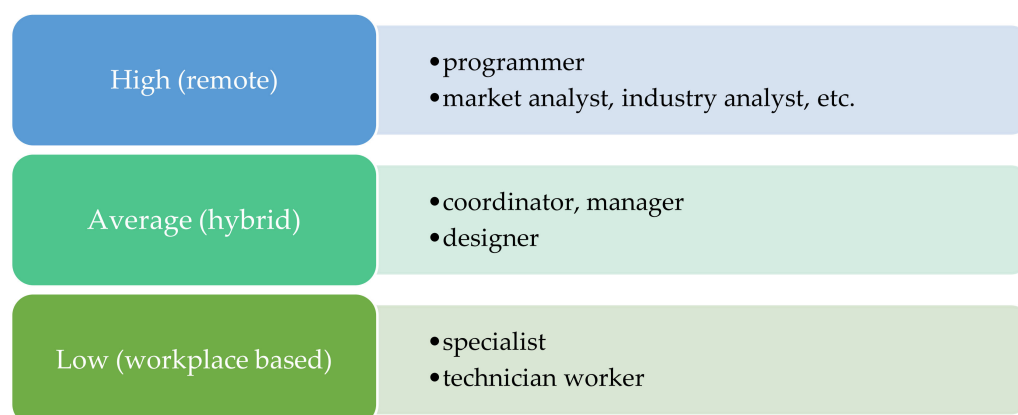 High (remote)
•programmer
•market analyst, industry analyst, etc.
Average (hybrid)
•coordinator, manager
•designer
Low (workplace based)
•specialist
•technician worker